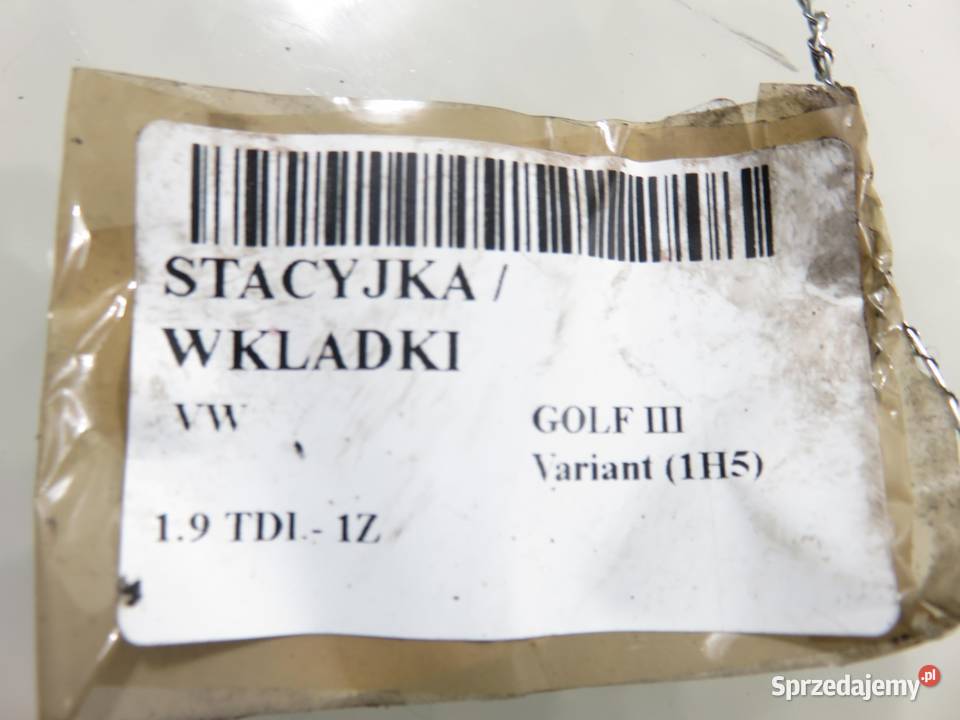 STACYJKA /
WKLADKI
VW
GOLF III
Variant (1H5)
1.9 TDI - 1Z
Sprzedajemy.pl